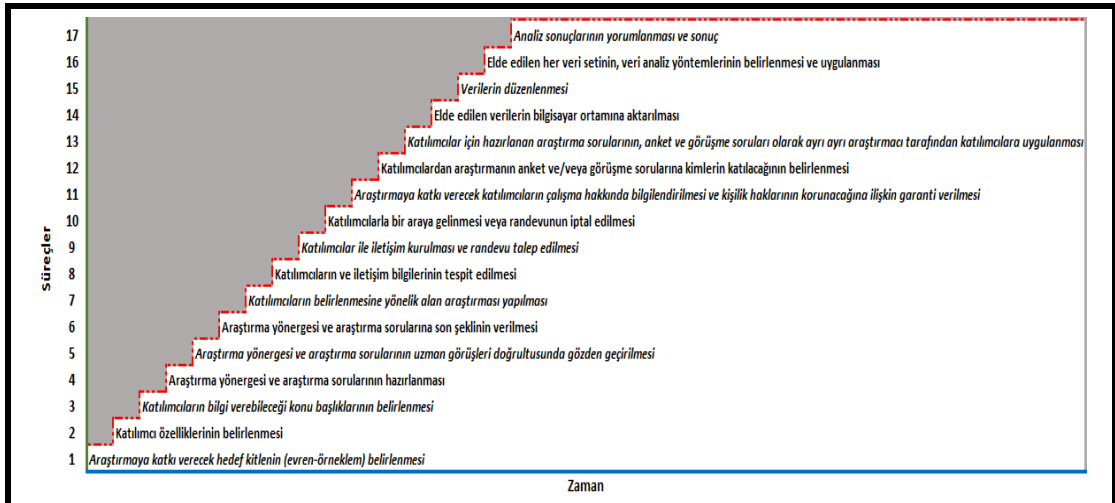 17 Analiz sonuçlarının yorumlanması ve sonuç
16 Elde edilen her veri setinin, veri analiz yöntemlerinin belirlenmesi ve uygulanması
15 Verilerin düzenlenmesi
14 Elde edilen verilerin bilgisayar ortamına aktarılması
13 Katılımcılar için hazırlanan araştırma sorularının, anket ve görüşme soruları olarak ayrı ayrı araştırmacı tarafından katılımcılara uygulanması
12 Katılımcılardan araştırmanın anket ve/veya görüşme sorularına kimlerin katılacağının belirlenmesi
11 Araştırmaya katkı verecek katılımcıların çalışma hakkında bilgilendirilmesi ve kişilik haklarının korunacağına ilişkin garanti verilmesi
10 Katılımcılarla bir araya gelinmesi veya randevunun iptal edilmesi
9 Katılımcılar ile iletişim kurulması ve randevu talep edilmesi
8 Katılımcıların ve iletişim bilgilerinin tespit edilmesi
7 Katılımcıların belirlenmesine yönelik alan araştırması yapılması
6 Araştırma yönergesi ve araştırma sorularına son şeklinin verilmesi
5 Araştırma yönergesi ve araştırma sorularının uzman görüşleri doğrultusunda gözden geçirilmesi
4 Araştırma yönergesi ve araştırma sorularının hazırlanması
3 Katılımcıların bilgi verebileceği konu başlıklarının belirlenmesi
2 Katılımcı özelliklerinin belirlenmesi
1 Araştırmaya katkı verecek hedef kitlenin (evren-örneklem) belirlenmesi
Süreçler
Zaman